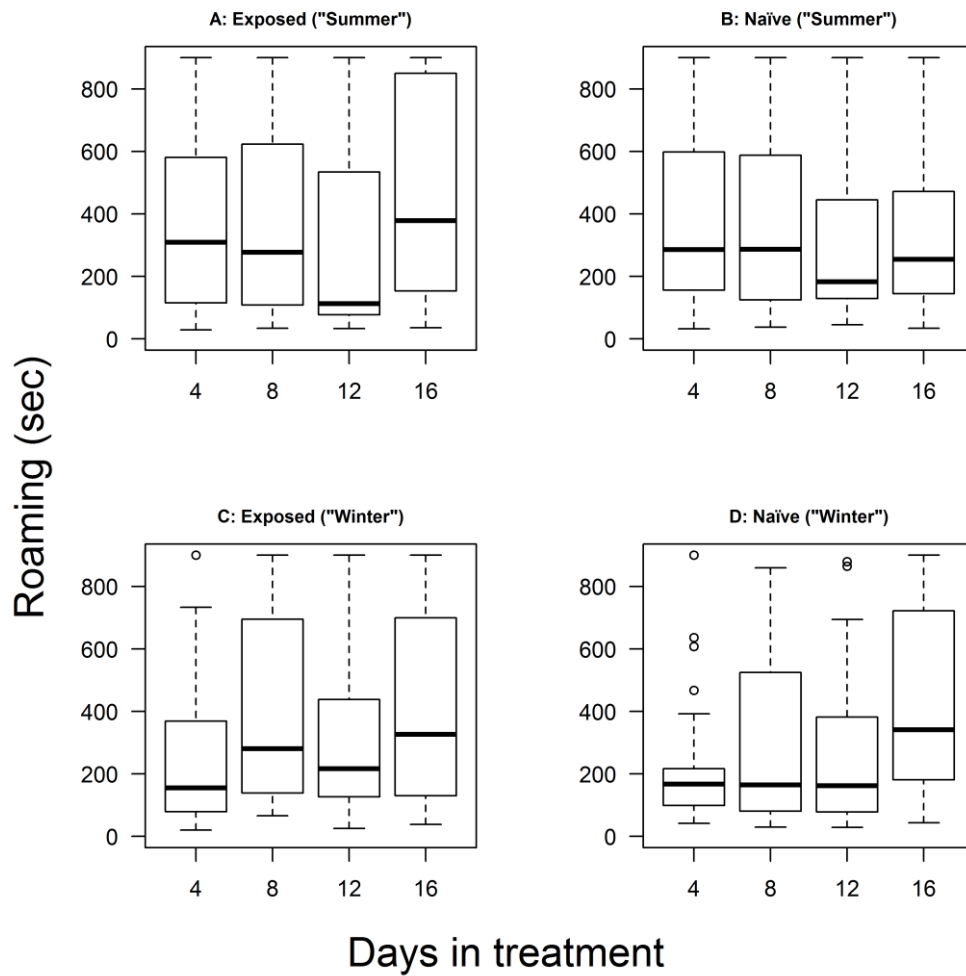 A: Exposed ("Summer")
B: Naïve ("Summer")
800
600
400
200
0
4 8 12 16
800
600
400
200
0
4 8 12 16
Roaming (sec)
C: Exposed ("Winter")
D: Naïve ("Winter")
800
600
400
200
0
4 8 12 16
800
600
400
200
0
4 8 12 16
Days in treatment